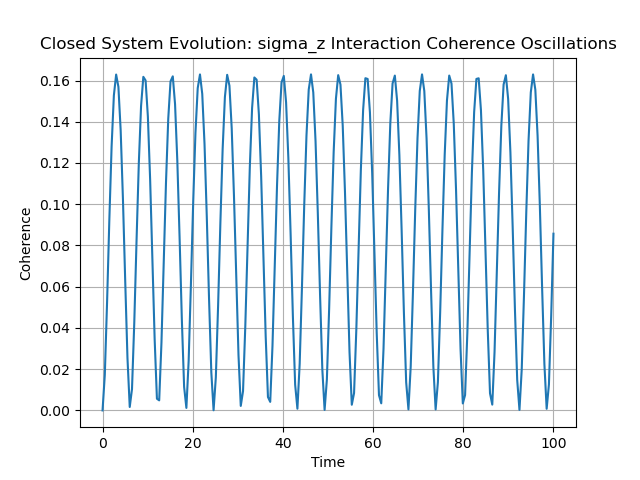 Closed System Evolution: sigma_z Interaction Coherence Oscillations
Coherence
0.16
0.14
0.12
0.10
0.08
0.06
0.04
0.02
0.00
0 20 40 60 80 100
Time